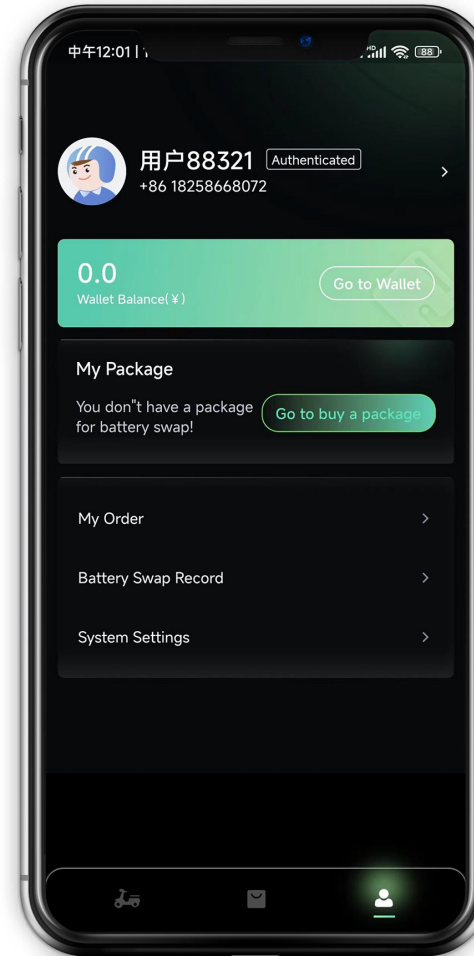 中午12:01 |
HD
88
用户88321 Authenticated
+86 18258668072
0.0
Wallet Balance(¥)
Go to Wallet
My Package
You don"t have a package
for battery swap!
Go to buy a package
My Order
Battery Swap Record
System Settings